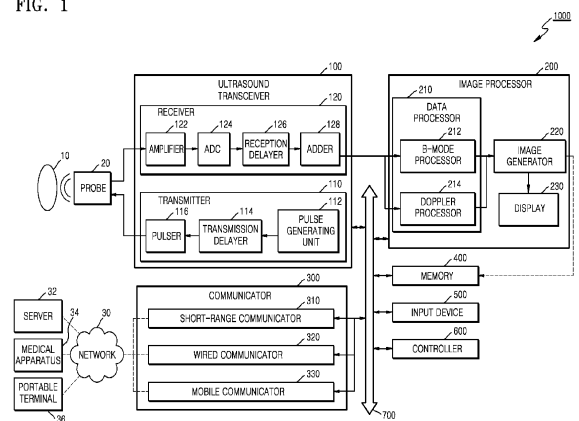 FIG. 1
1000
100
ULTRASOUND
TRANSCEIVER
120
RECEIVER
122
124
126
128
AMPLIFIER
ADC
RECEPTION
DELAYER
ADDER
10
20
PROBE
110
TRANSMITTER
116
114
112
PULSER
TRANSMISSION
DELAYER
PULSE
GENERATING
UNIT
200
IMAGE PROCESSOR
210
DATA
PROCESSOR
212
B-MODE
PROCESSOR
220
IMAGE
GENERATOR
214
DOPPLER
PROCESSOR
230
DISPLAY
300
COMMUNICATOR
310
SHORT-RANGE COMMUNICATOR
320
WIRED COMMUNICATOR
330
MOBILE COMMUNICATOR
32
SERVER
34
MEDICAL
APPARATUS
30
NETWORK
PORTABLE
TERMINAL
36
400
MEMORY
500
INPUT DEVICE
600
CONTROLLER
700